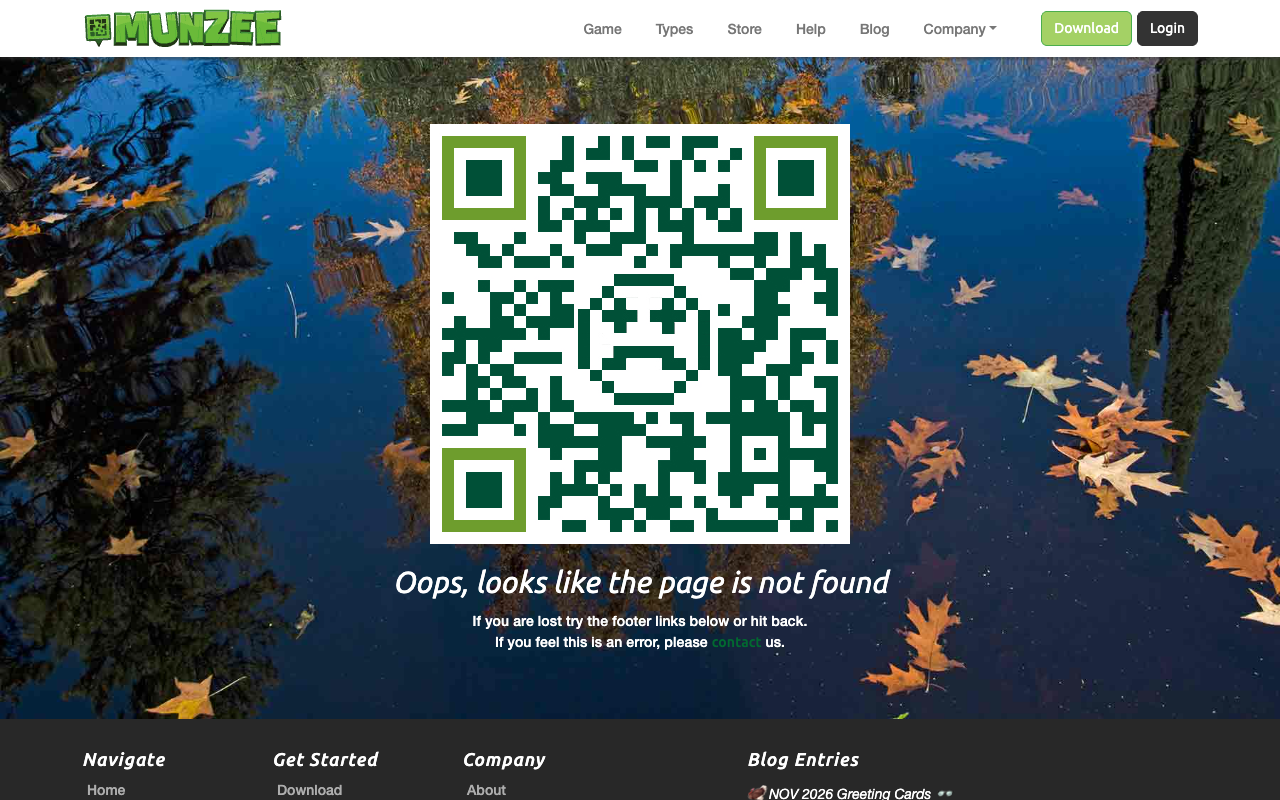 MUNZEE
Game
Types
Store
Help
Blog
Company
Download
Login
Oops, looks like the page is not found
If you are lost try the footer links below or hit back.
If you feel this is an error, please contact us.
Navigate
Get Started
Company
Blog Entries
Home
Download
About
NOV 2026 Greeting Cards